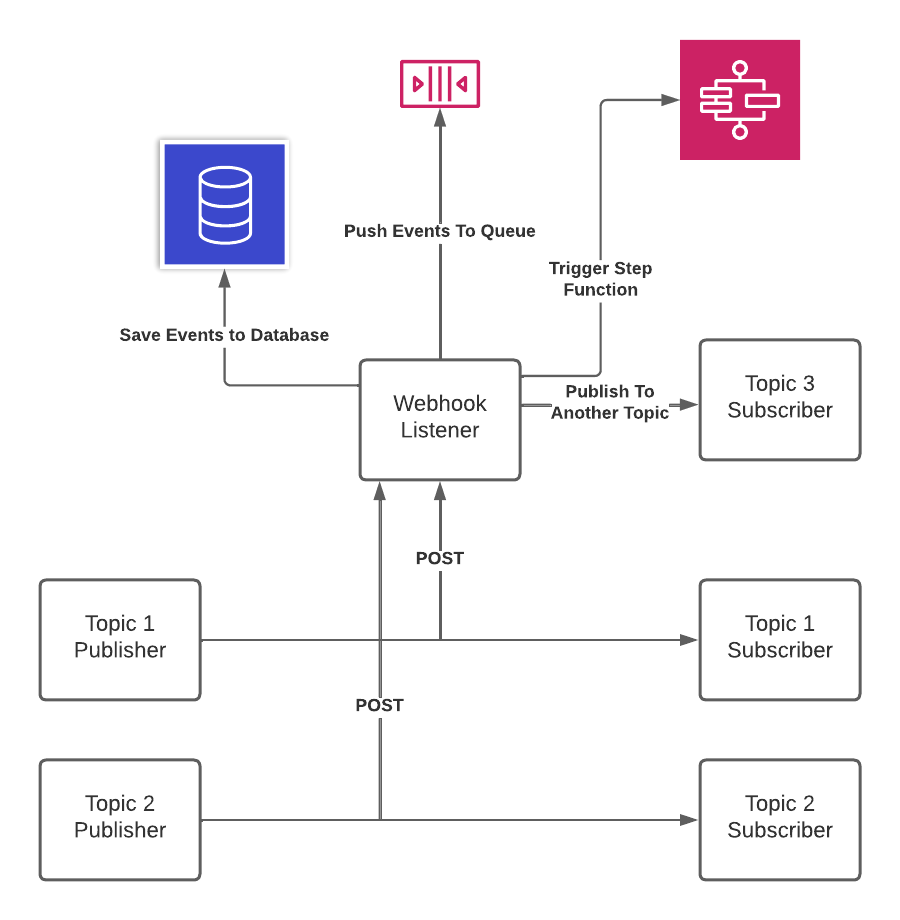 Push Events To Queue
Trigger Step
Function
Save Events to Database
Webhook
Listener
Publish To
Another Topic
Topic 3
Subscriber
POST
Topic 1
Publisher
Topic 1
Subscriber
POST
Topic 2
Publisher
Topic 2
Subscriber